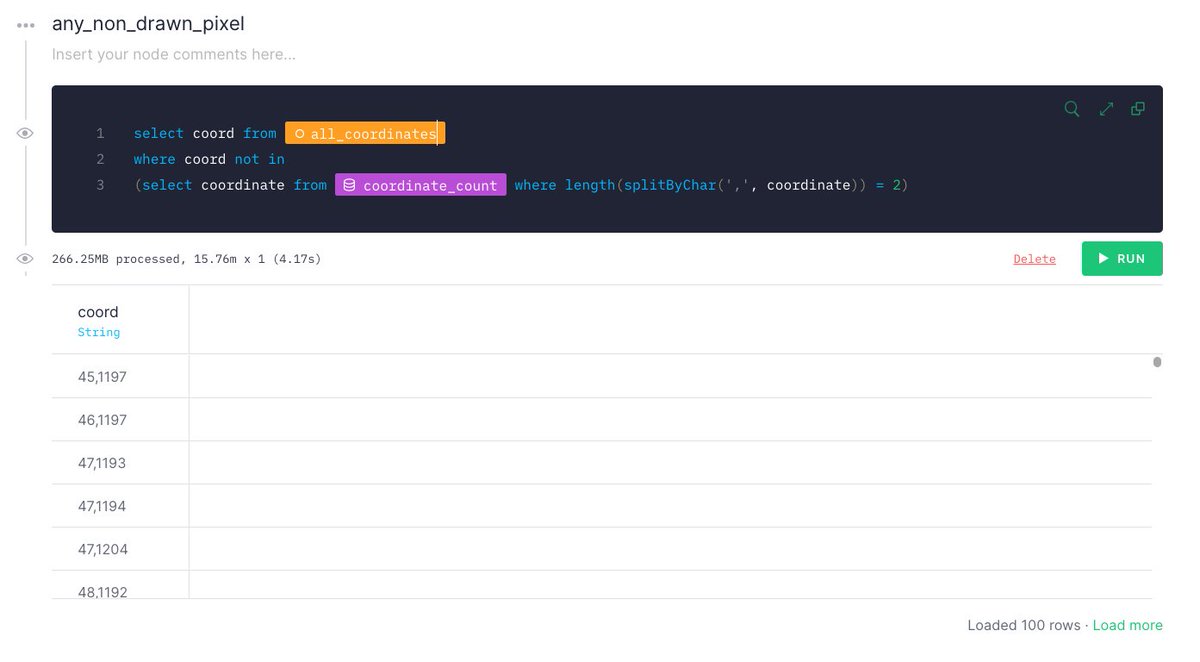 any_non_drawn_pixel
Insert your node comments here...
1 select coord from all_coordinates
2 where coord not in
3 (select coordinate from coordinate_count where length(splitByChar(',', coordinate)) = 2)
266.25MB processed, 15.76m x 1 (4.17s)
Delete
RUN
coord
String
45,1197
46,1197
47,1193
47,1194
47,1204
48,1192
Loaded 100 rows · Load more